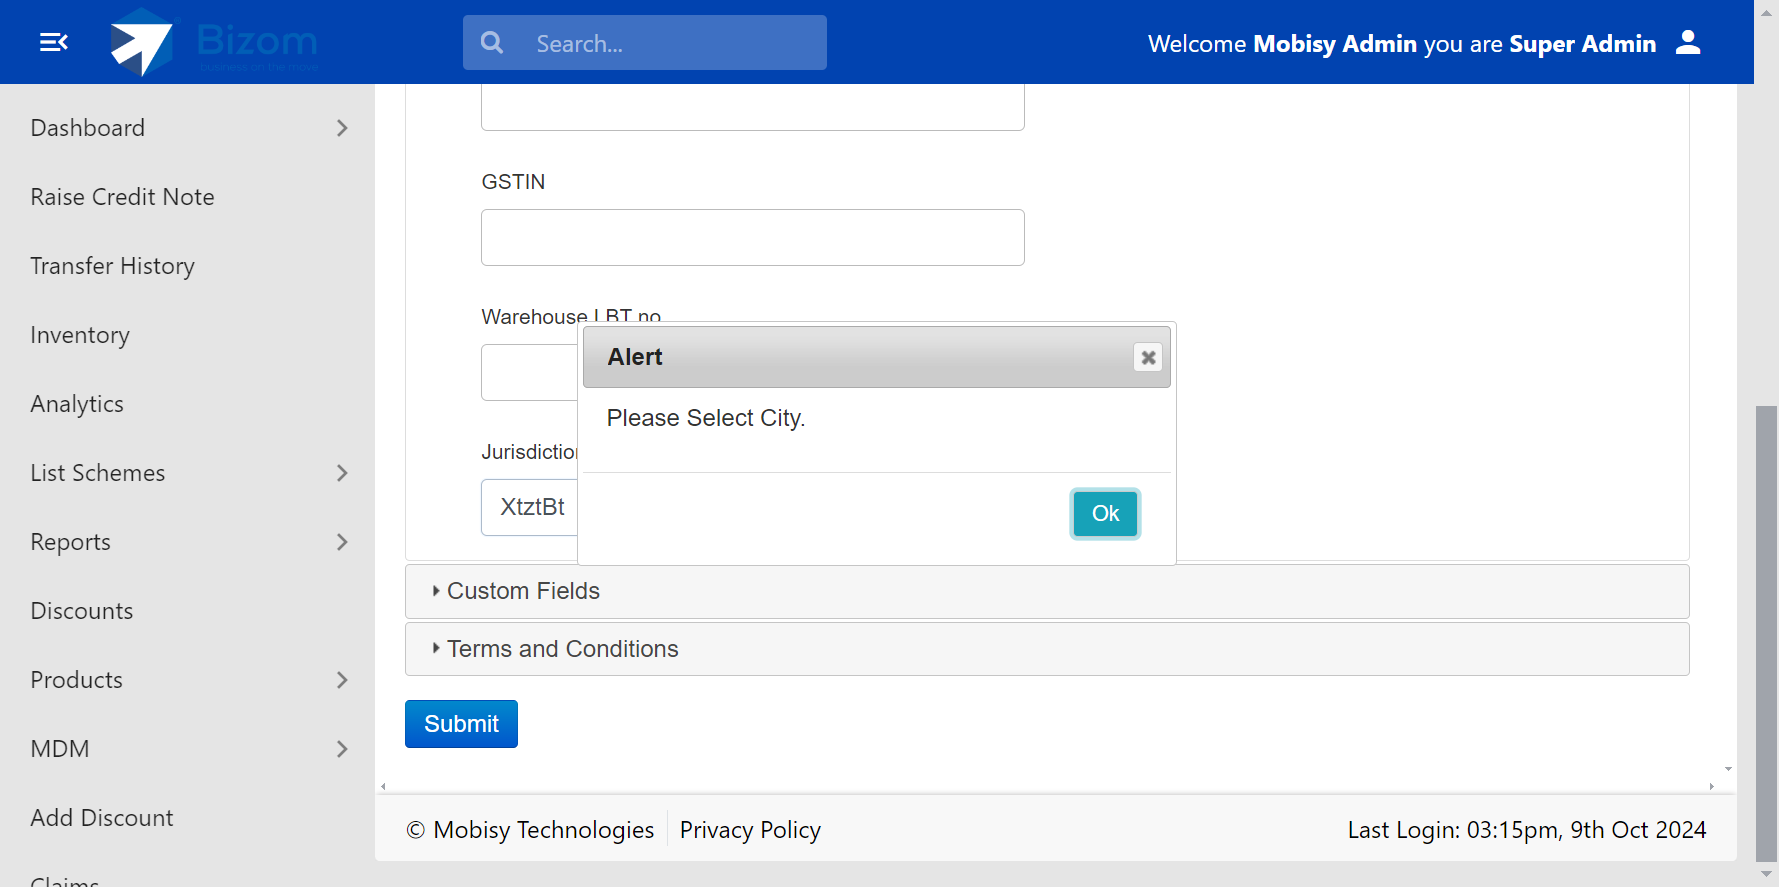 Bizom
business on the move
Search...
Welcome Mobisy Admin you are Super Admin
Dashboard
Raise Credit Note
Transfer History
Inventory
Analytics
List Schemes
Reports
Discounts
Products
MDM
Add Discount
Claims
GSTIN
Warehouse LBT no
Jurisdiction
XtztBt
Alert
Please Select City.
Ok
Custom Fields
Terms and Conditions
Submit
© Mobisy Technologies
Privacy Policy
Last Login: 03:15pm, 9th Oct 2024